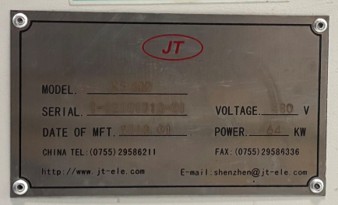 JT
MODEL.
SERIAL. VOLTAGE. V
DATE OF MFT. POWER. 64 KW
CHINA TEL:(0755)29586211 FAX:(0755)29586336
http://www jt-ele.com E-mail:shenzhen@jt-ele.com